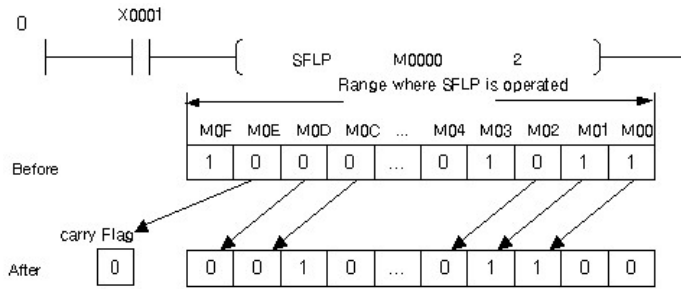 0
X0001
SFLP M0000 2
Range where SFLP is operated
M0F M0E M0D M0C ... M04 M03 M02 M01 M00
Before 1 0 0 0 ... 0 1 0 1 1
carry Flag
After 0 0 0 1 0 ... 0 1 1 0 0